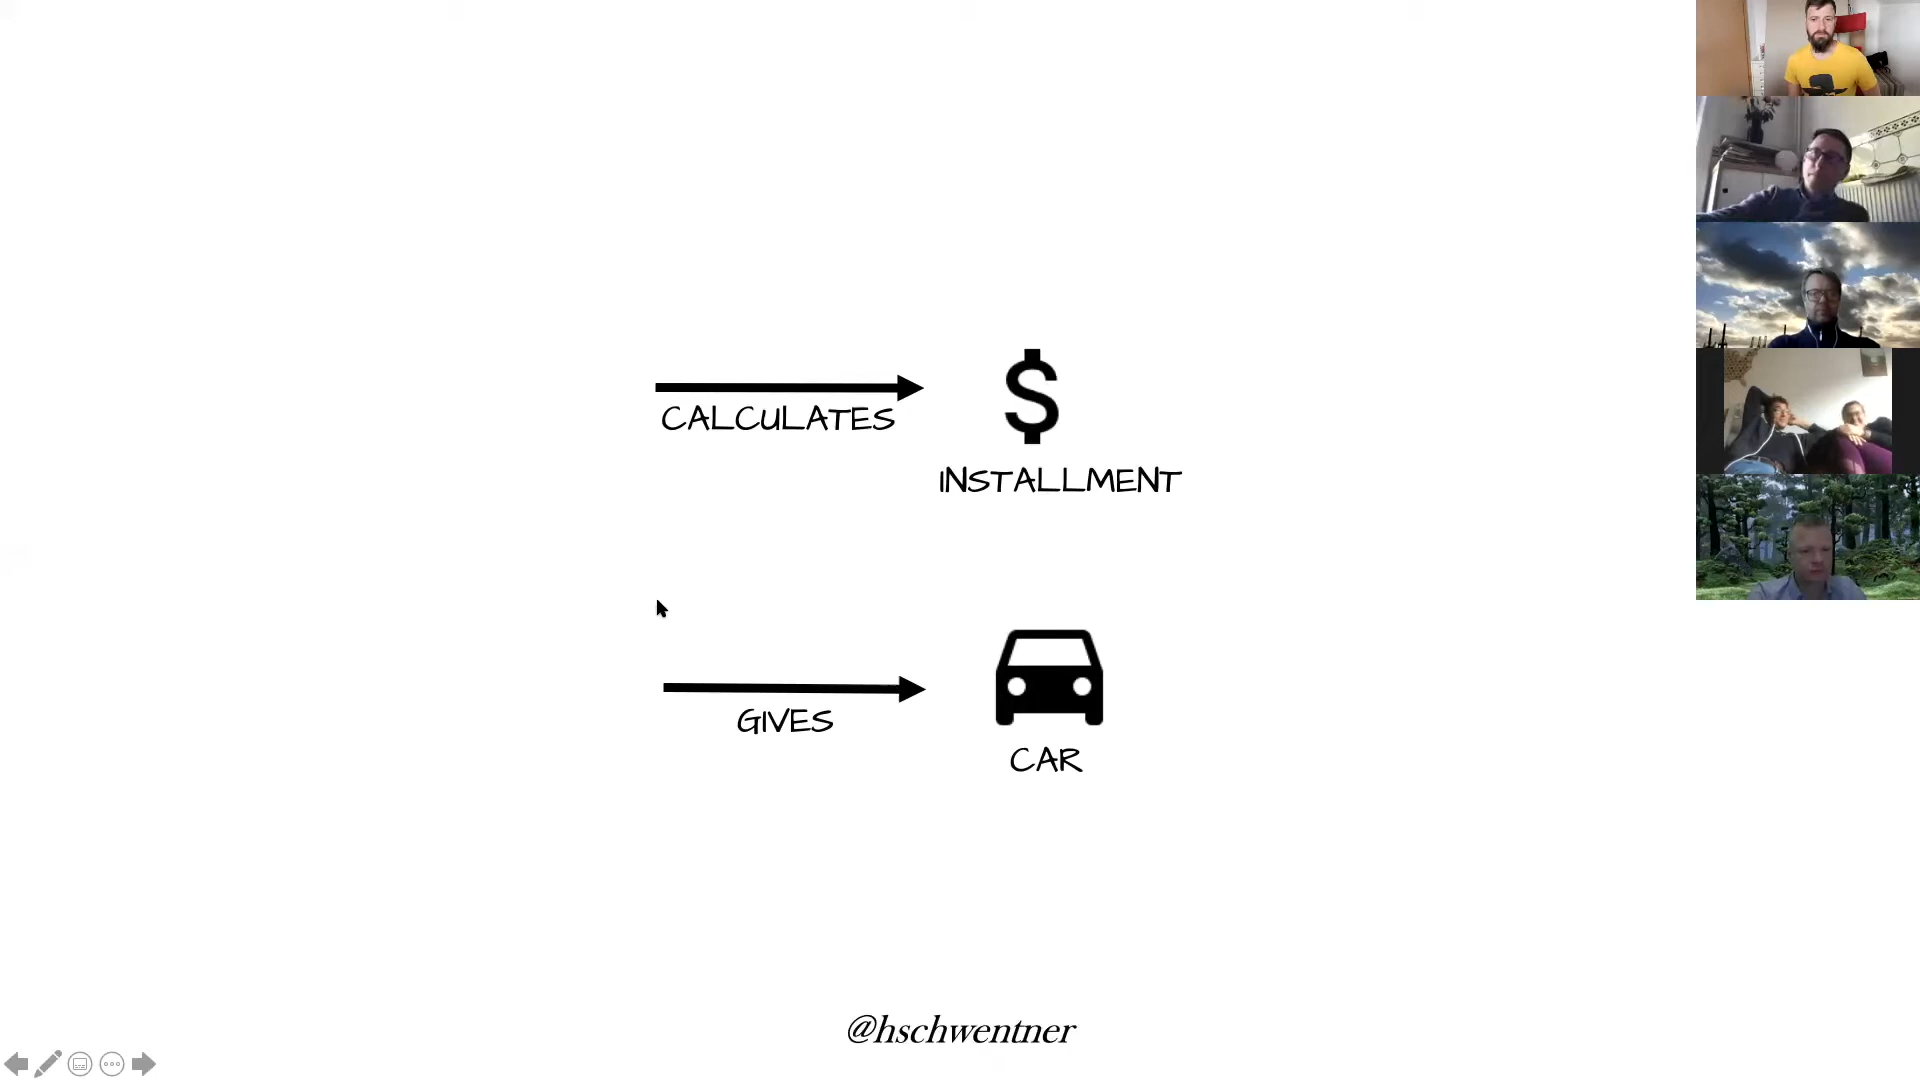 CALCULATES
$
INSTALLMENT
GIVES
CAR
@hschwentner